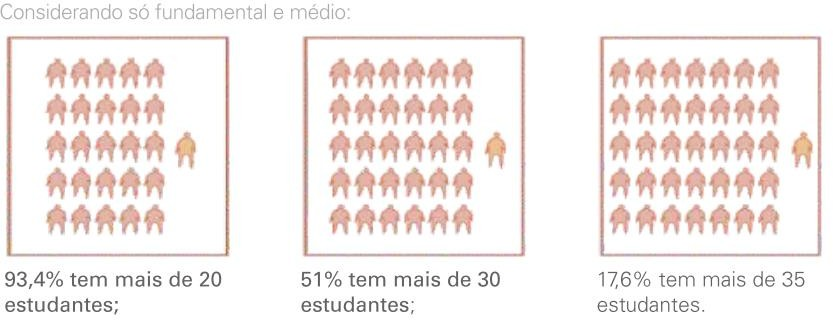 Considerando só fundamental e médio:
93,4% tem mais de 20
estudantes;
51% tem mais de 30
estudantes;
17,6% tem mais de 35
estudantes.